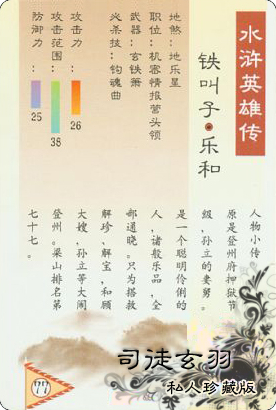 水浒英雄传
铁叫子·乐和
地煞：地乐星
职位：机密情报营头领
武器：玄铁箫
必杀技：钩魂曲
攻击力：
26
攻击范围：
38
防御力：
25
人物小传
原是登州府押狱节
级，孙立的妻舅。
是一个聪明伶俐的
人，诸般乐品，全
都通晓。只为搭救
解珍、解宝，和顾
大嫂，孙立等大闹
登州。梁山排名第
七十七。
77
司徒玄羽
私人珍藏版